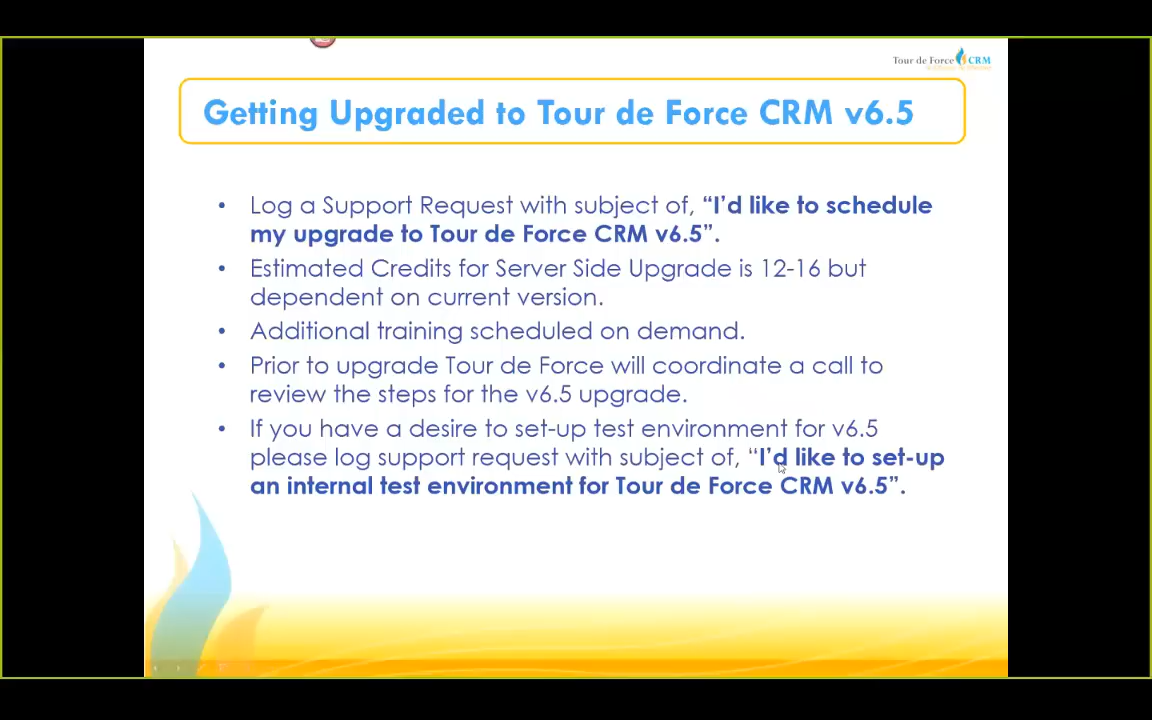 Tour de Force CRM
Getting Upgraded to Tour de Force CRM v6.5
• Log a Support Request with subject of, “I’d like to schedule
my upgrade to Tour de Force CRM v6.5”.
• Estimated Credits for Server Side Upgrade is 12-16 but
dependent on current version.
• Additional training scheduled on demand.
• Prior to upgrade Tour de Force will coordinate a call to
review the steps for the v6.5 upgrade.
• If you have a desire to set-up test environment for v6.5
please log support request with subject of, “I’d like to set-up
an internal test environment for Tour de Force CRM v6.5”.